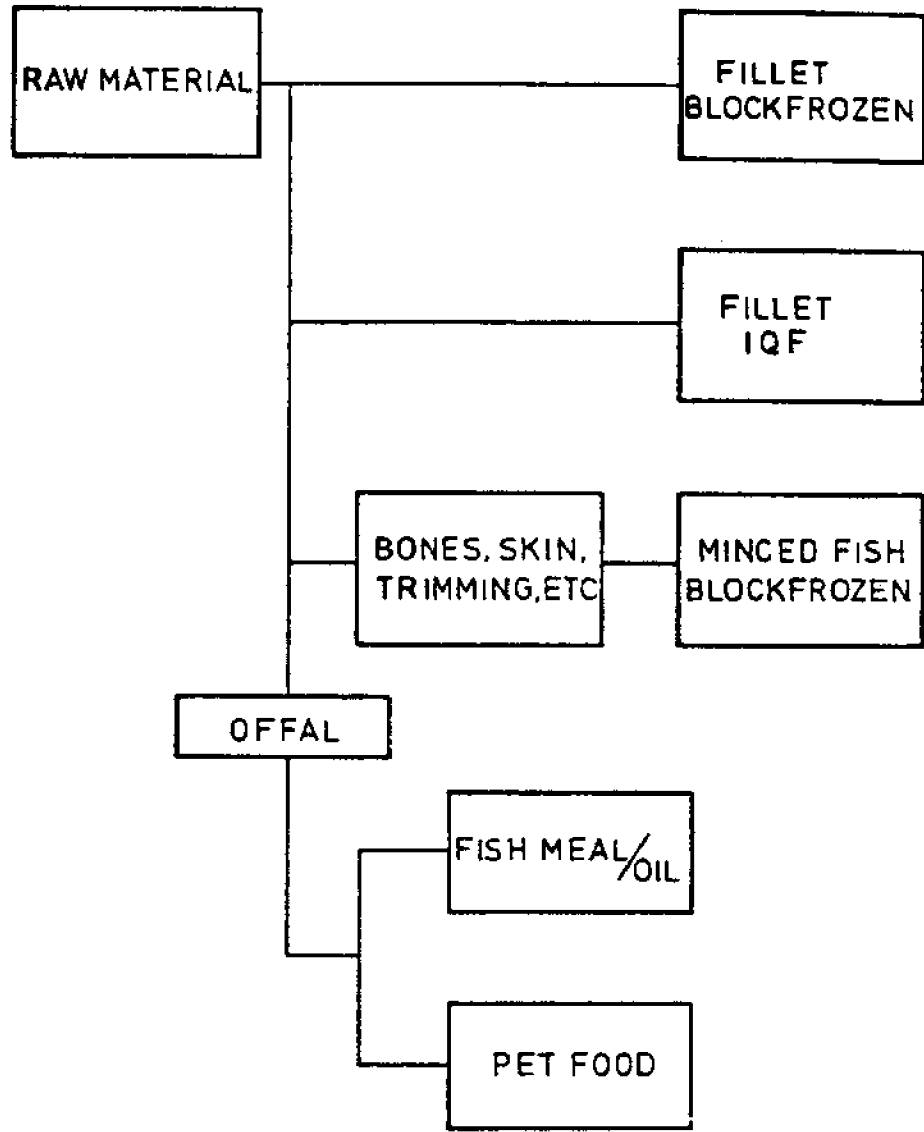 RAW MATERIAL
FILLET
BLOCKFROZEN
FILLET
IQF
BONES, SKIN,
TRIMMING, ETC
MINCED FISH
BLOCKFROZEN
OFFAL
FISH MEAL/OIL
PET FOOD